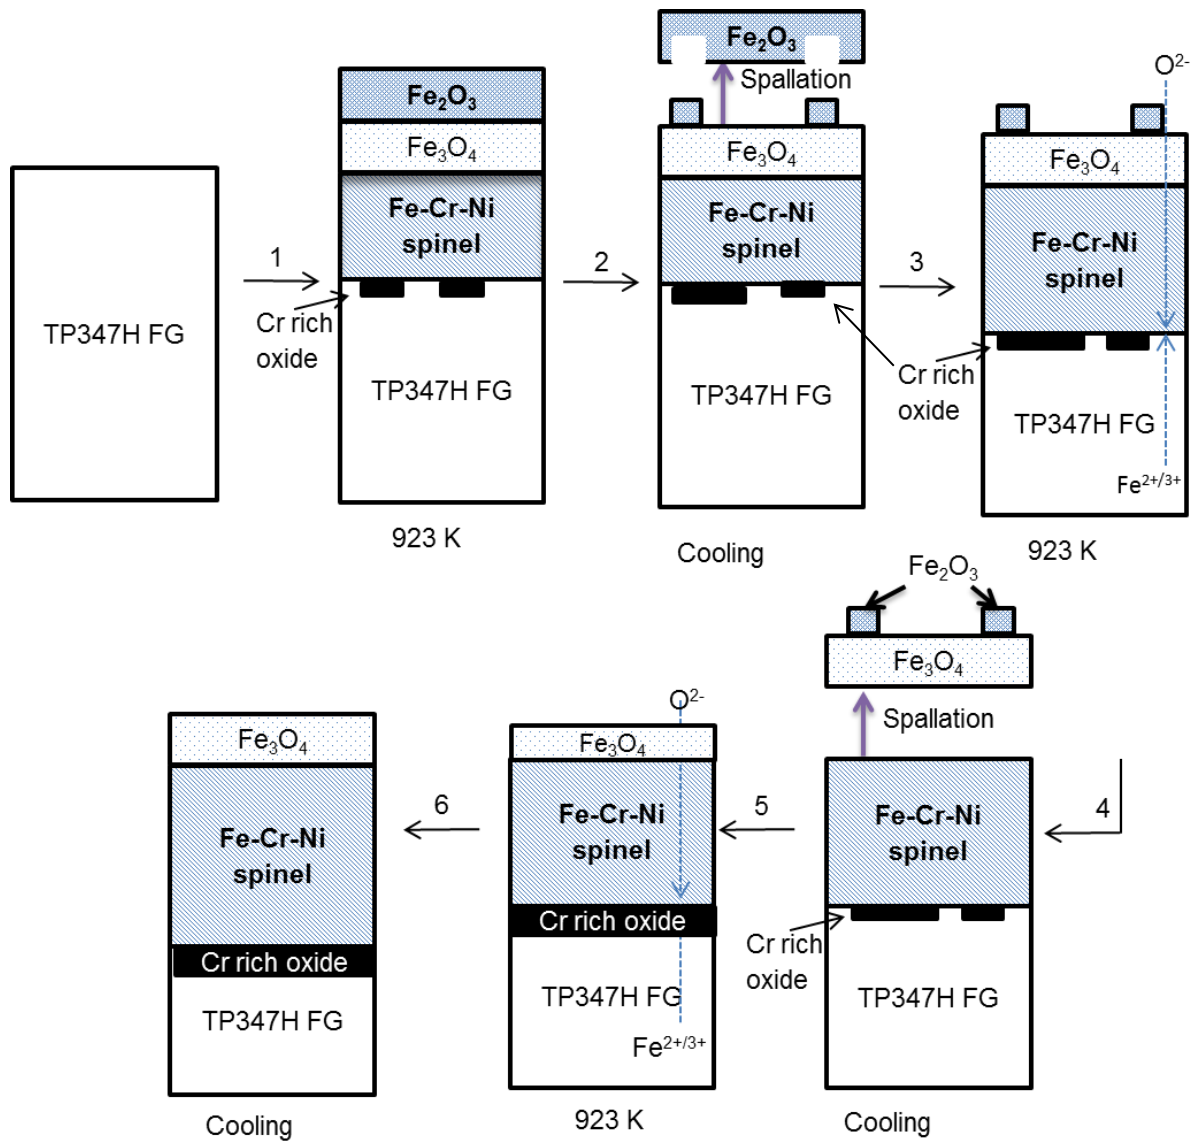 TP347H FG
1
Fe₂O₃
Fe₃O₄
Fe-Cr-Ni
spinel
Cr rich
oxide
TP347H FG
923 K
2
Fe₂O₃
Spallation
Fe₃O₄
Fe-Cr-Ni
spinel
TP347H FG
Cooling
3
Cr rich
oxide
O²⁻
Fe₃O₄
Fe-Cr-Ni
spinel
TP347H FG
Fe²⁺/³⁺
923 K
4
Fe₂O₃
Fe₃O₄
Spallation
Fe-Cr-Ni
spinel
Cr rich
oxide
TP347H FG
Cooling
5
O²⁻
Fe₃O₄
Fe-Cr-Ni
spinel
Cr rich oxide
TP347H FG
Fe²⁺/³⁺
923 K
6
Fe₃O₄
Fe-Cr-Ni
spinel
Cr rich oxide
TP347H FG
Cooling